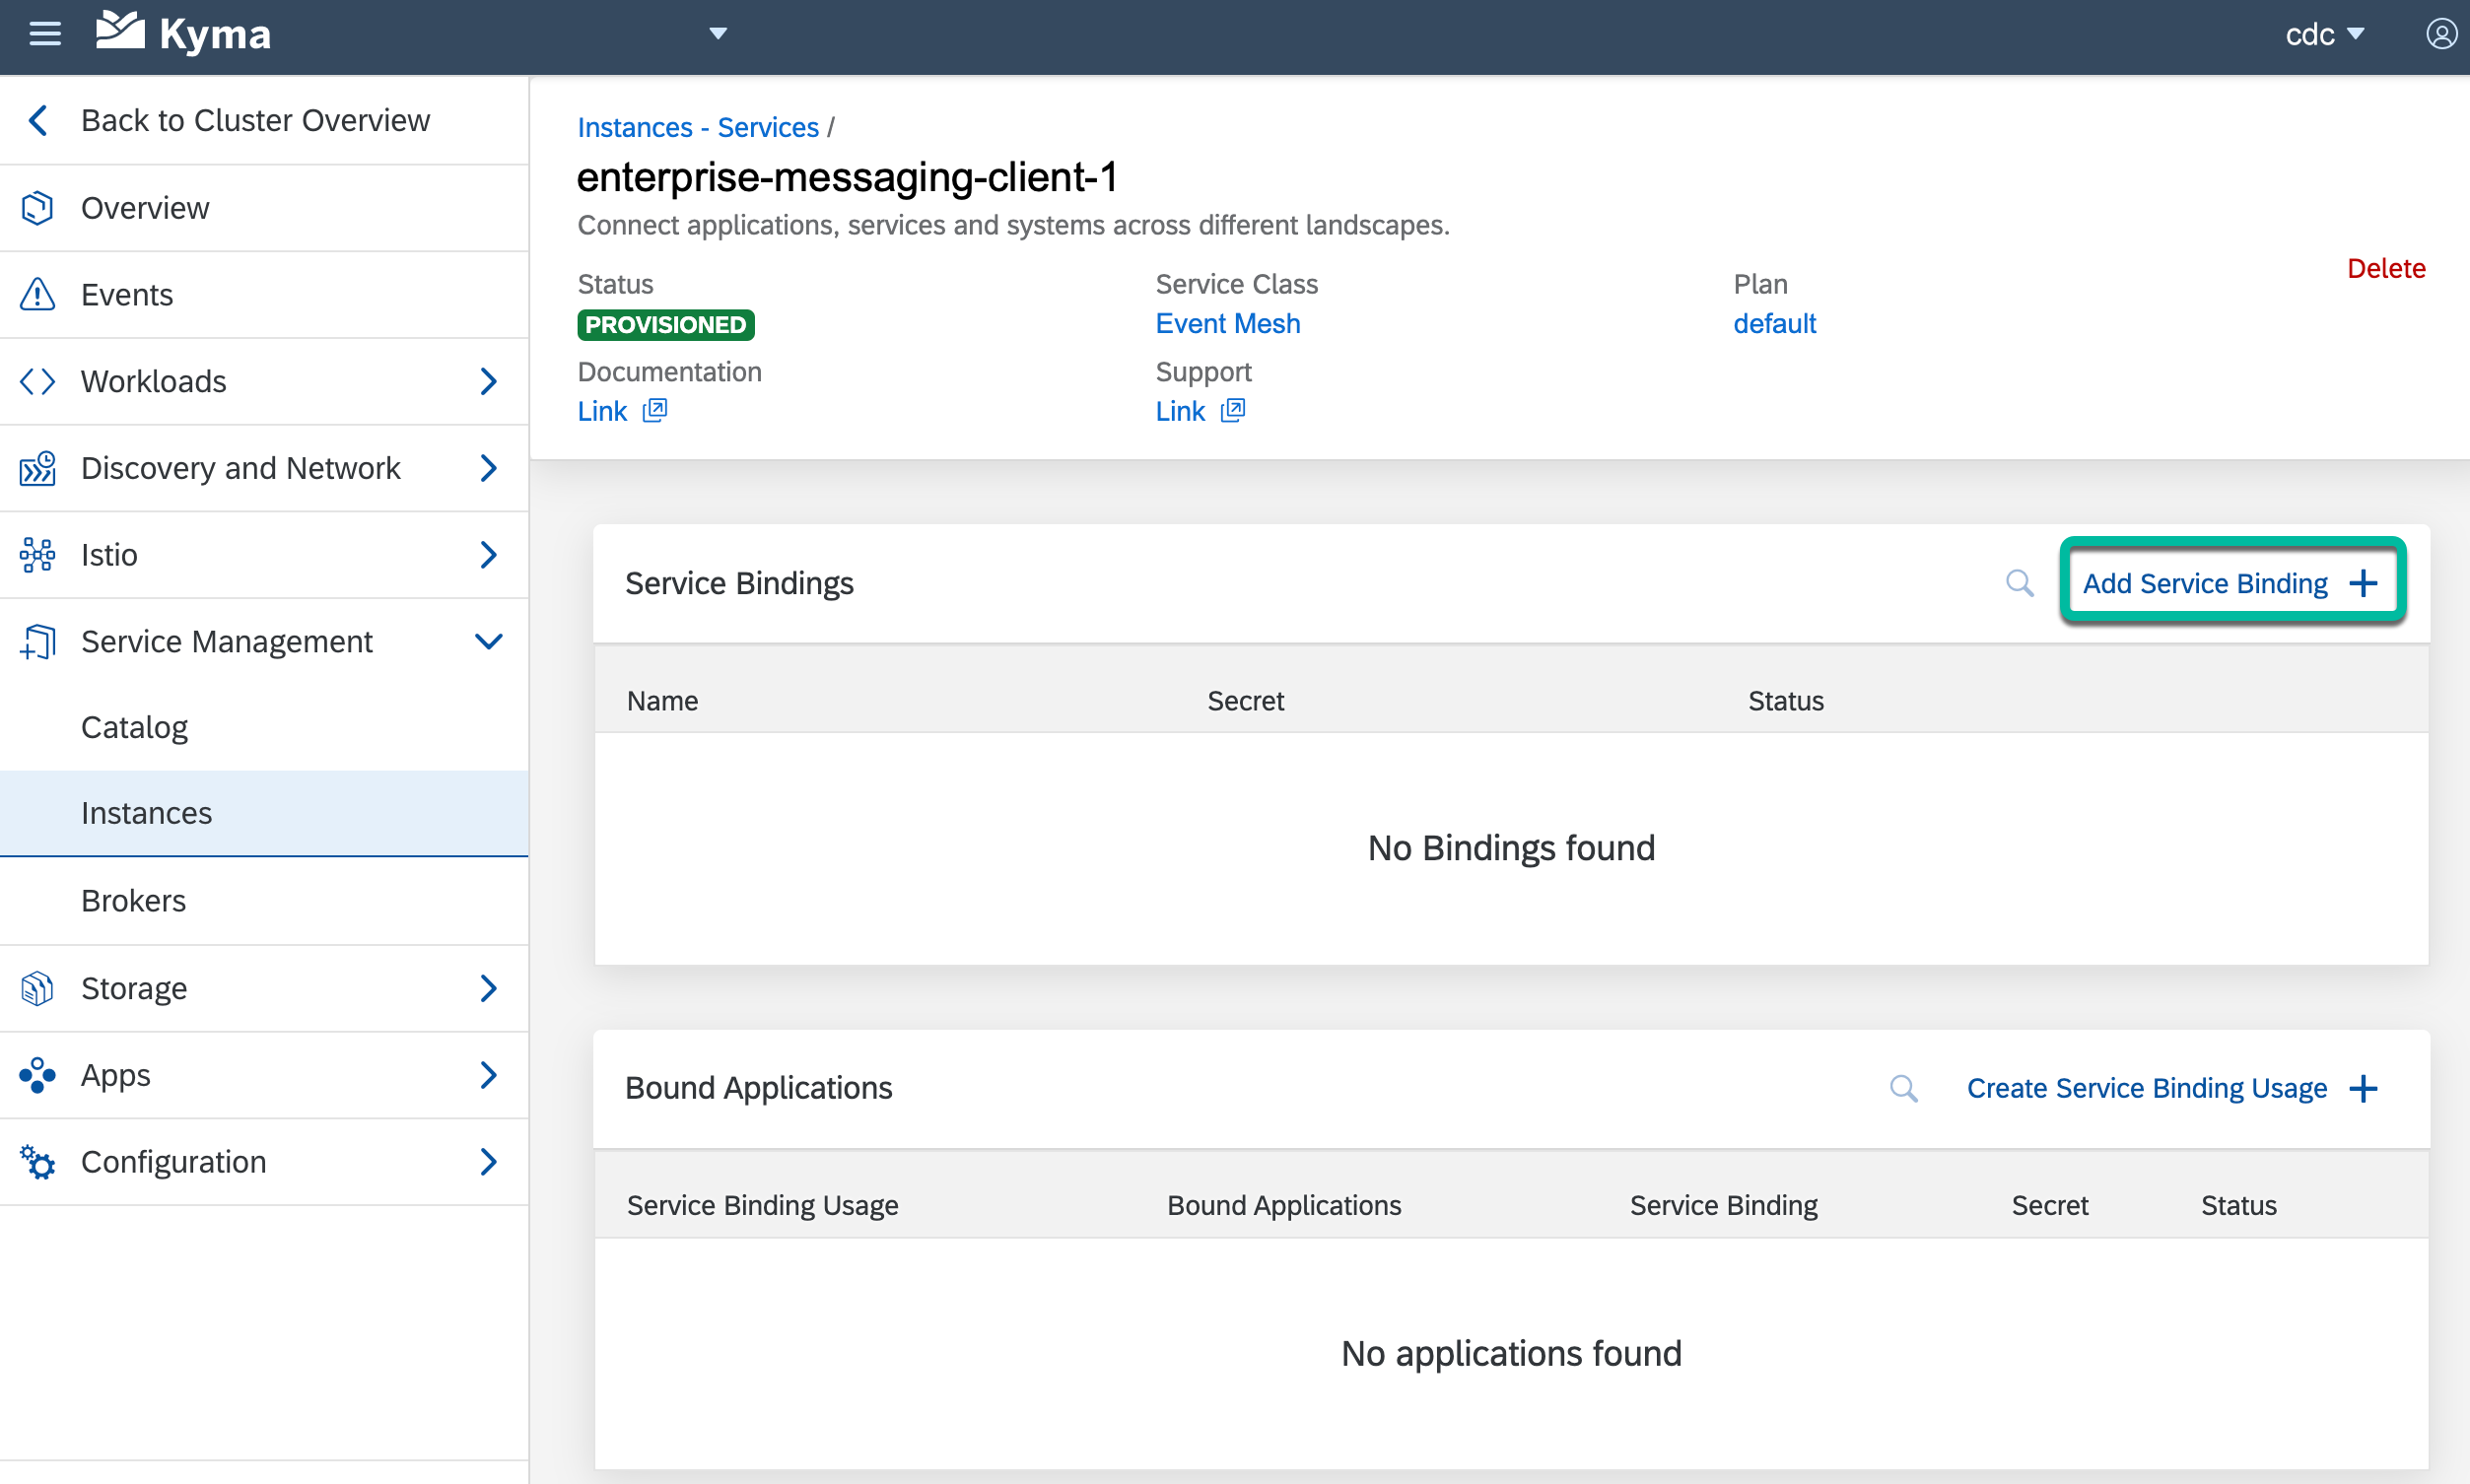 Kyma
cdc
Back to Cluster Overview
Overview
Events
Workloads
Discovery and Network
Istio
Service Management
Catalog
Instances
Brokers
Storage
Apps
Configuration
Instances - Services /
enterprise-messaging-client-1
Connect applications, services and systems across different landscapes.
Delete
Status Service Class Plan
PROVISIONED Event Mesh default
Documentation Support
Link Link
Service Bindings Add Service Binding +
Name Secret Status
No Bindings found
Bound Applications Create Service Binding Usage +
Service Binding Usage Bound Applications Service Binding Secret Status
No applications found